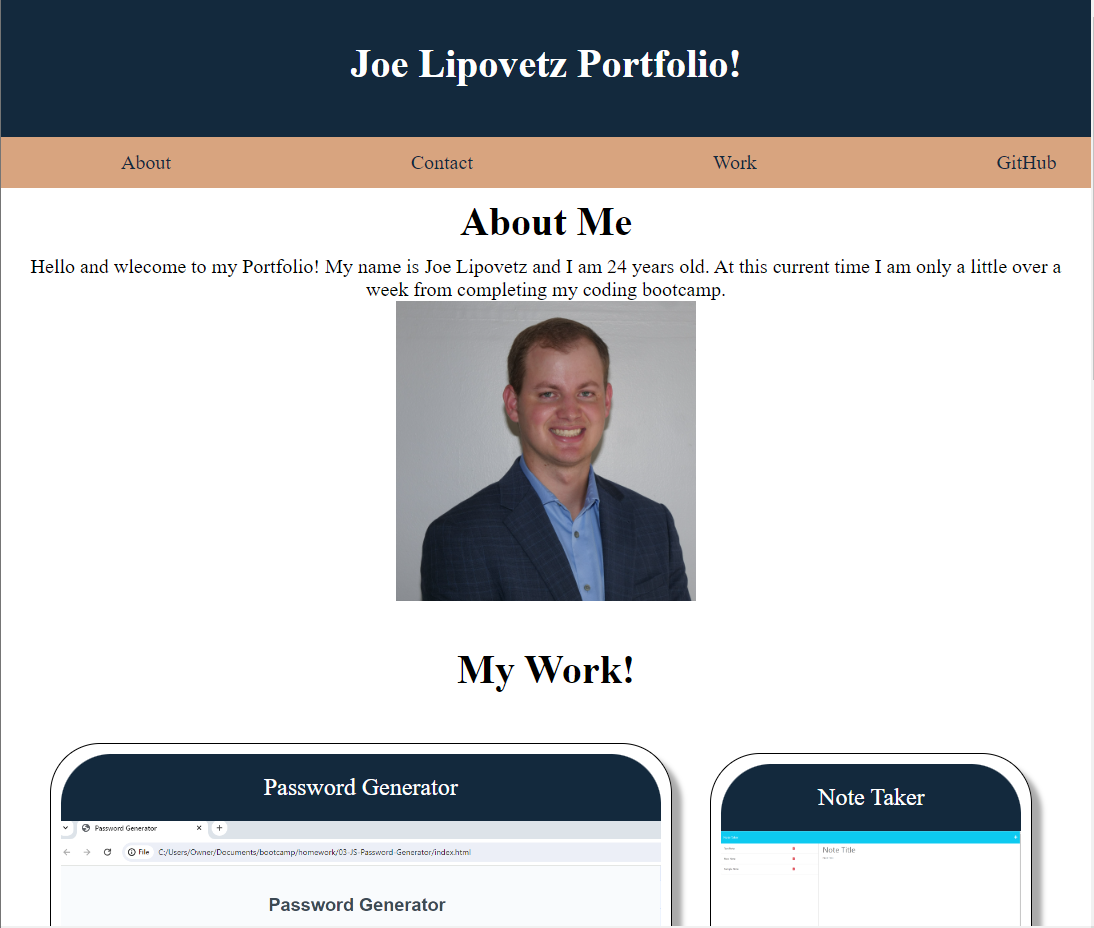 Joe Lipovetz Portfolio!
About Contact Work GitHub
About Me
Hello and wlecome to my Portfolio! My name is Joe Lipovetz and I am 24 years old. At this current time I am only a little over a
week from completing my coding bootcamp.
My Work!
Password Generator
Password Generator
File C:/Users/Owner/Documents/bootcamp/homework/03-JS-Password-Generator/index.html
Password Generator
Note Taker
Note Title